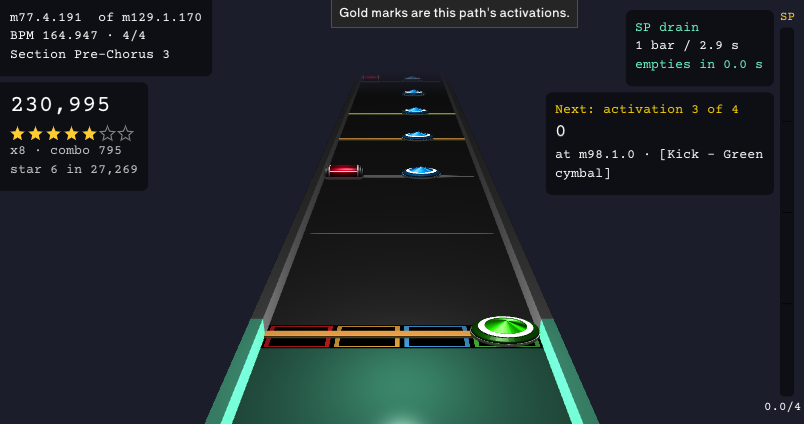 m77.4.191 of m129.1.170
BPM 164.947 · 4/4
Section Pre-Chorus 3
Gold marks are this path's activations.
SP drain
1 bar / 2.9 s
empties in 0.0 s
SP
230,995
x8 · combo 795
star 6 in 27,269
Next: activation 3 of 4
0
at m98.1.0 · [Kick - Green
cymbal]
0.0/4